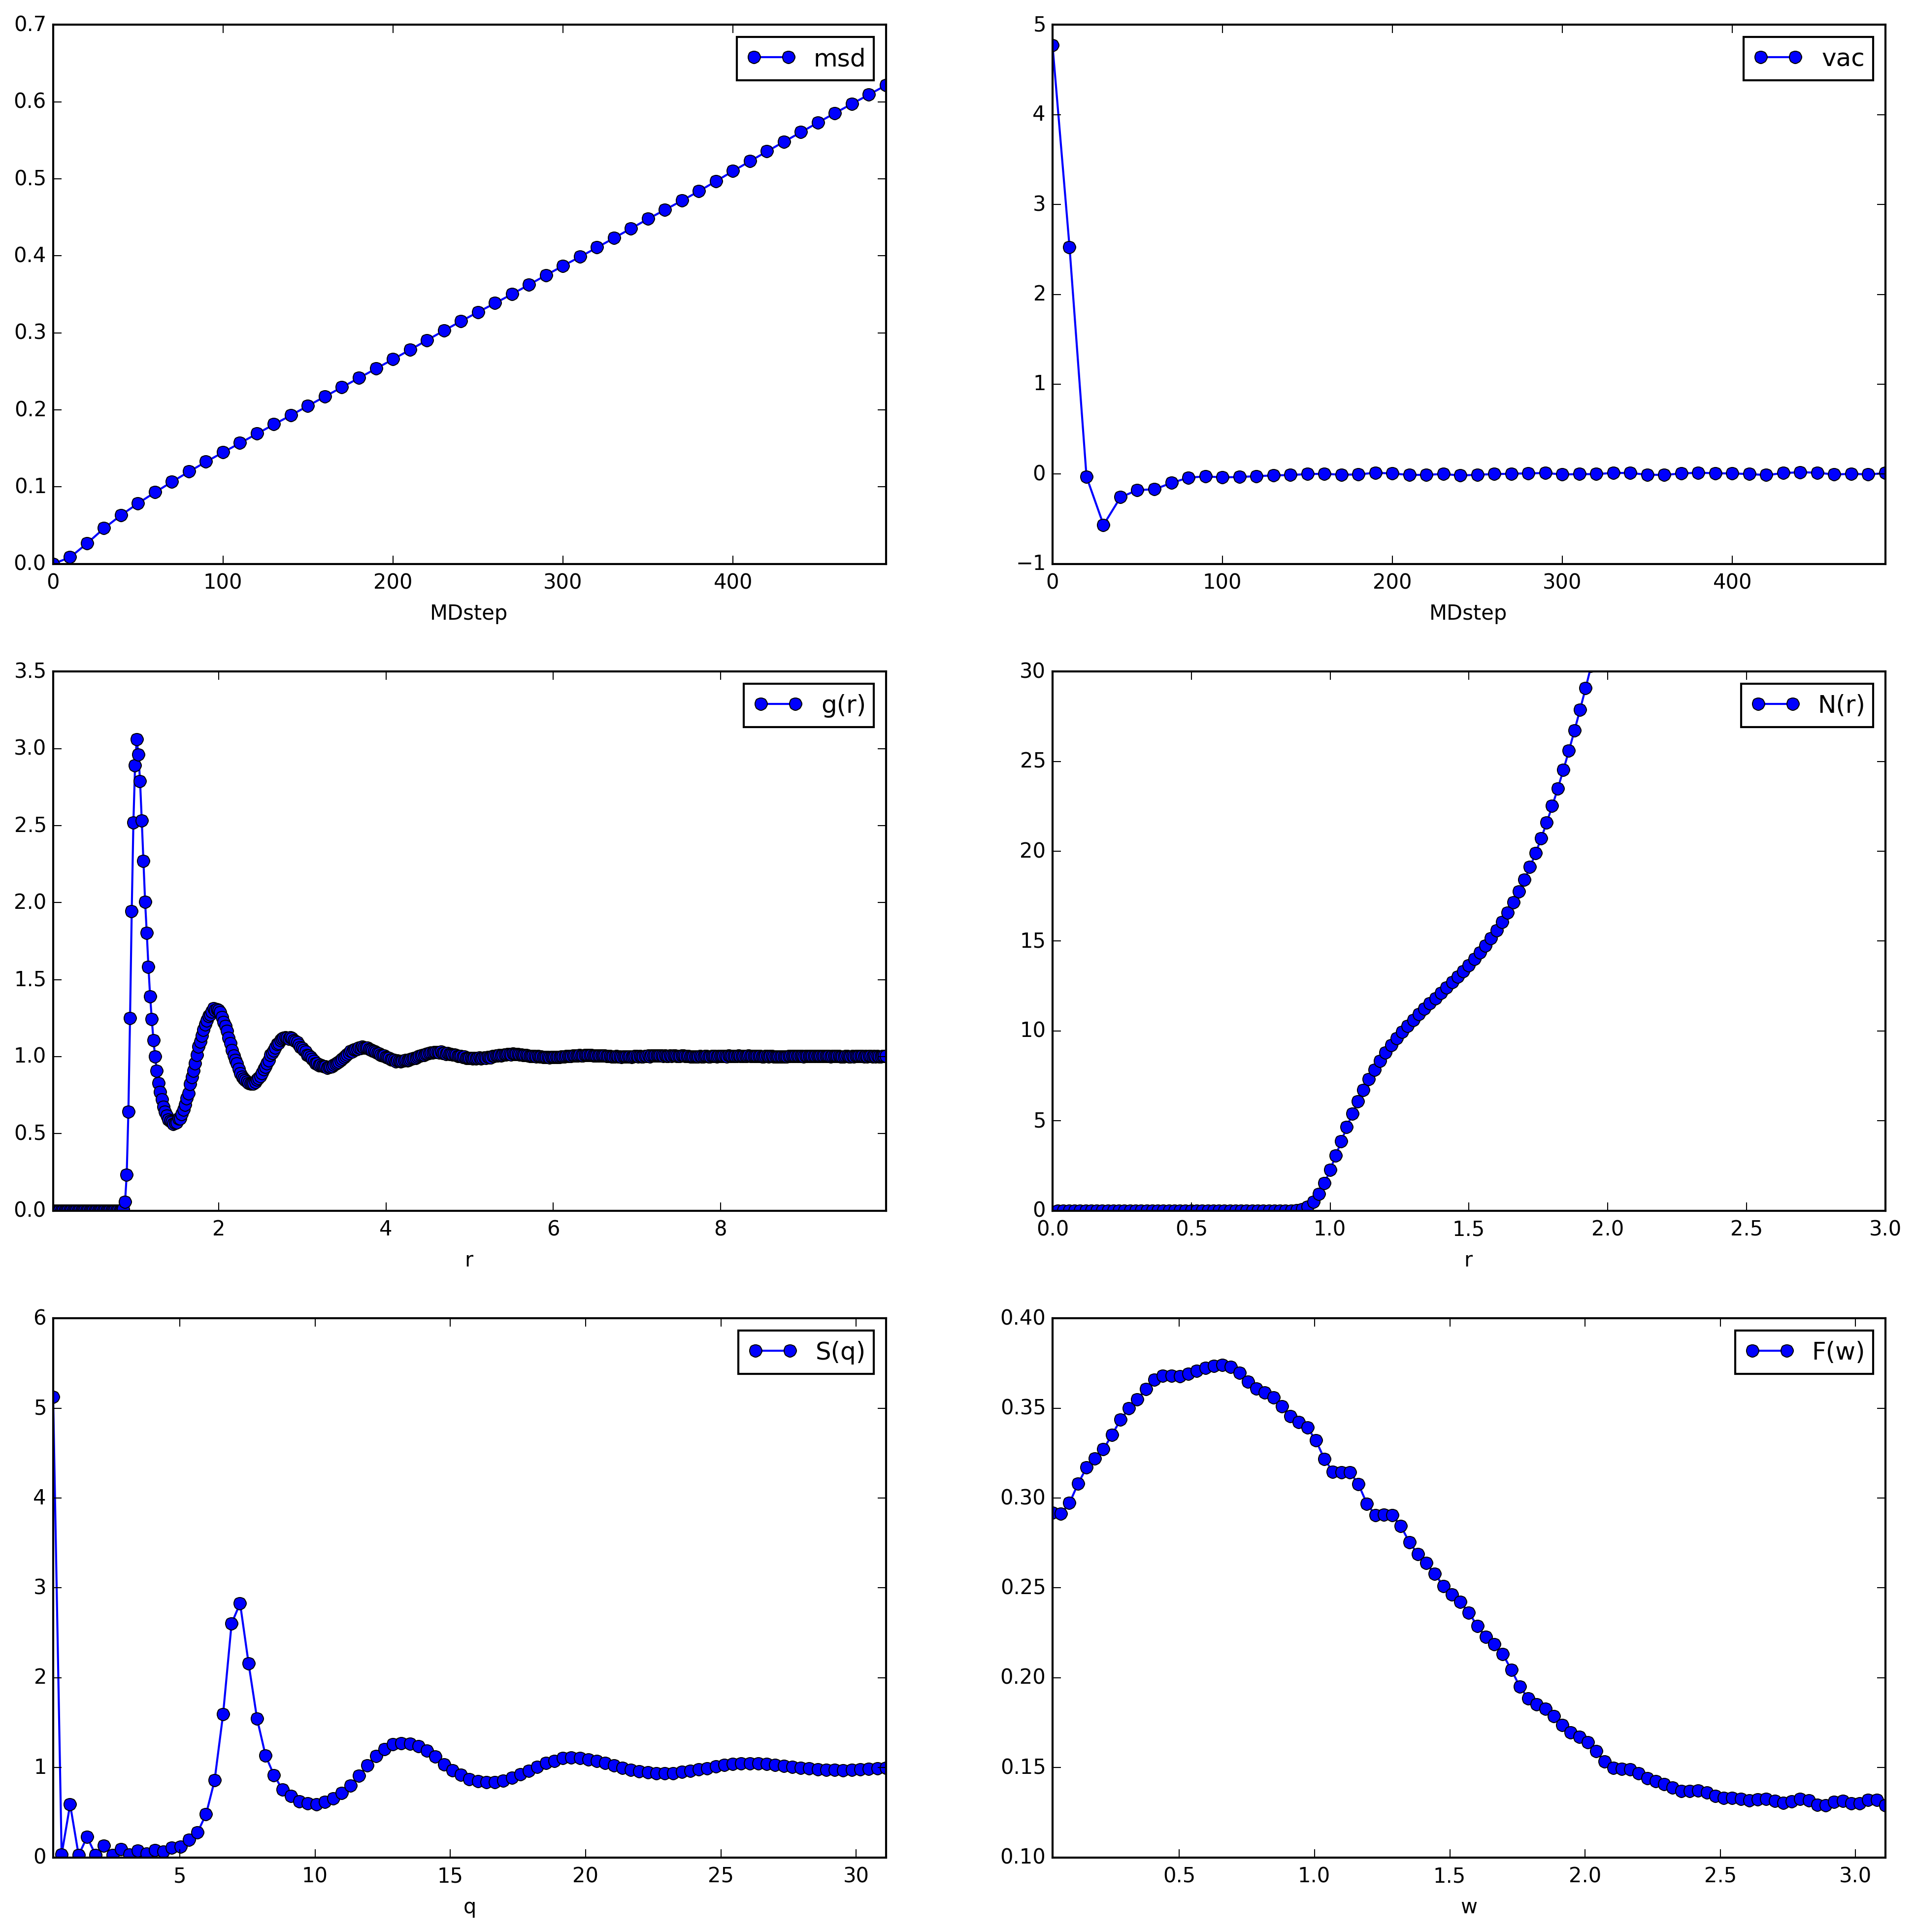 0.7
0.6
0.5
0.4
0.3
0.2
0.1
0.0
0 100 200 300 400
MDstep
msd
5
4
3
2
1
0
−1
0 100 200 300 400
MDstep
vac
3.5
3.0
2.5
2.0
1.5
1.0
0.5
0.0
2 4 6 8
r
g(r)
30
25
20
15
10
5
0
0.0 0.5 1.0 1.5 2.0 2.5 3.0
r
N(r)
6
5
4
3
2
1
0
5 10 15 20 25 30
q
S(q)
0.40
0.35
0.30
0.25
0.20
0.15
0.10
0.5 1.0 1.5 2.0 2.5 3.0
w
F(w)